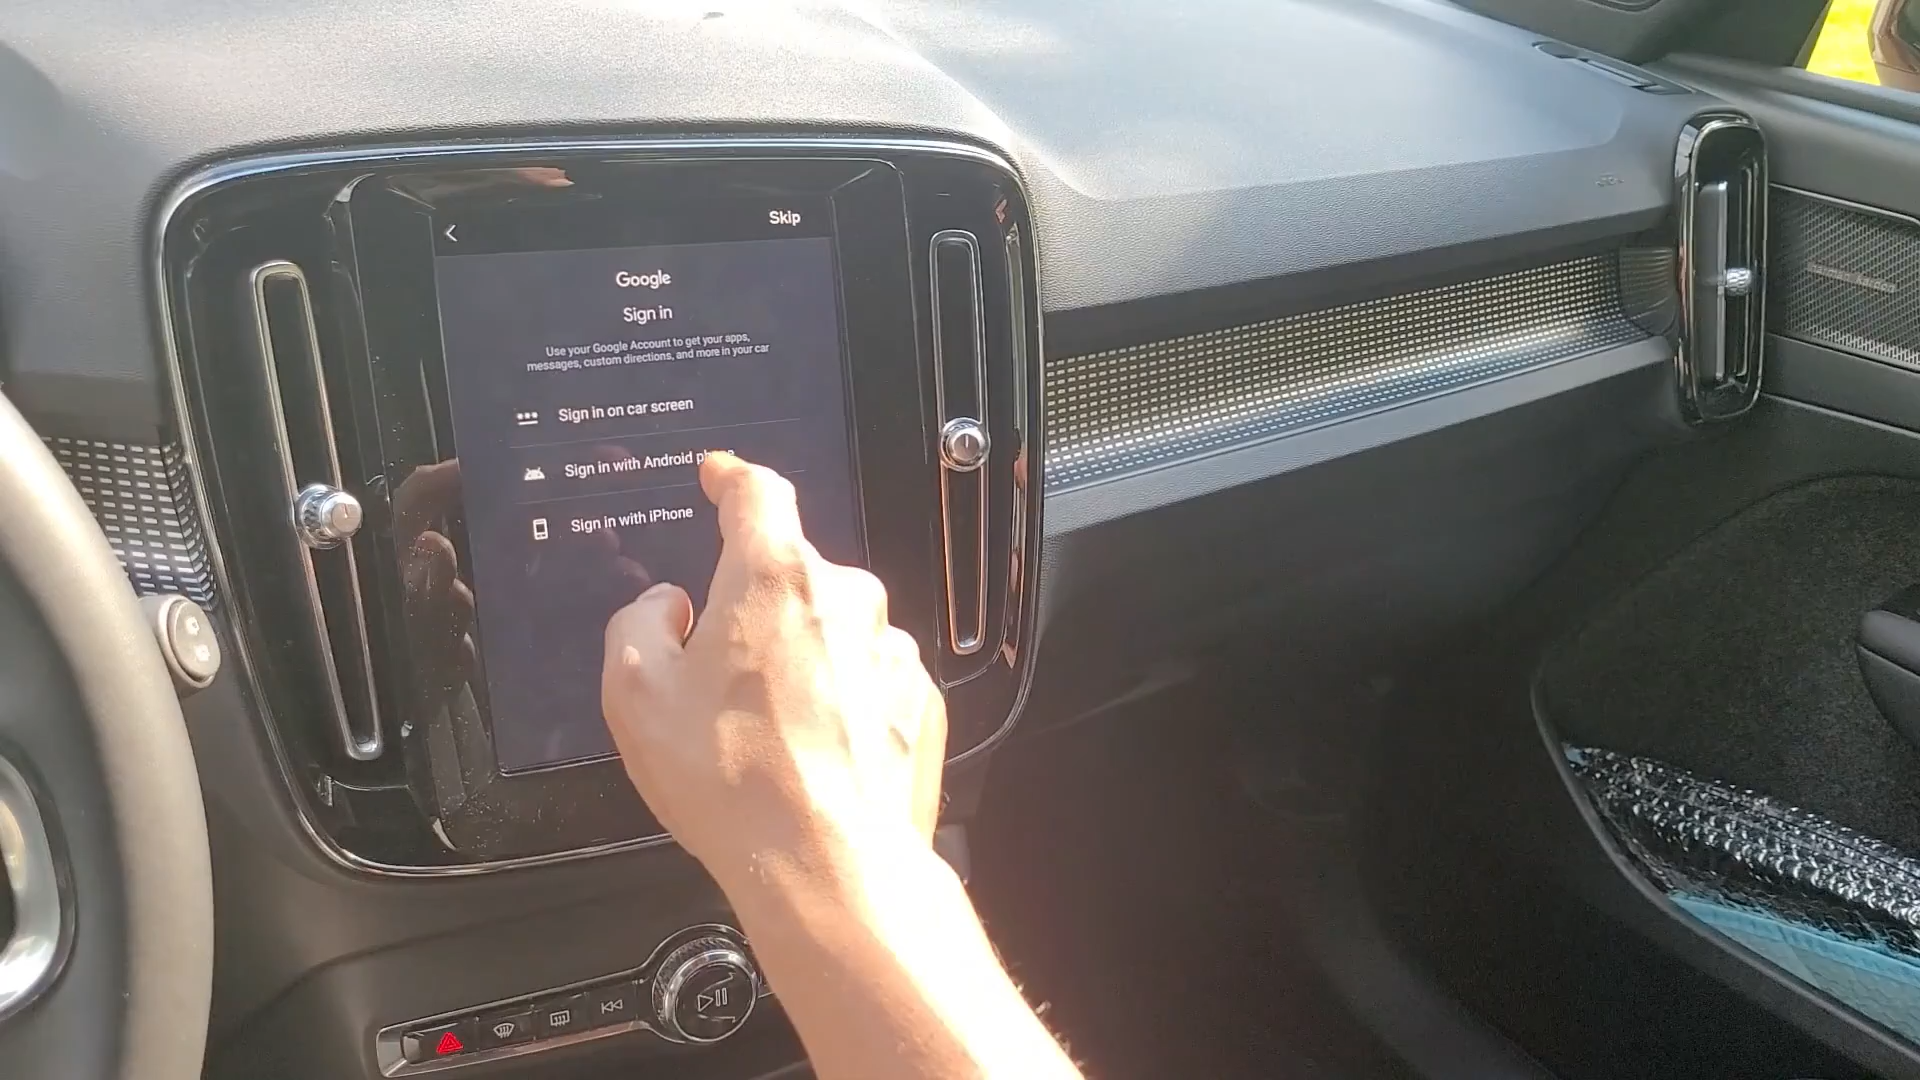 Skip
Google
Sign in
Use your Google Account to get your apps,
messages, custom directions, and more in your car
Sign in on car screen
Sign in with Android phone
Sign in with iPhone